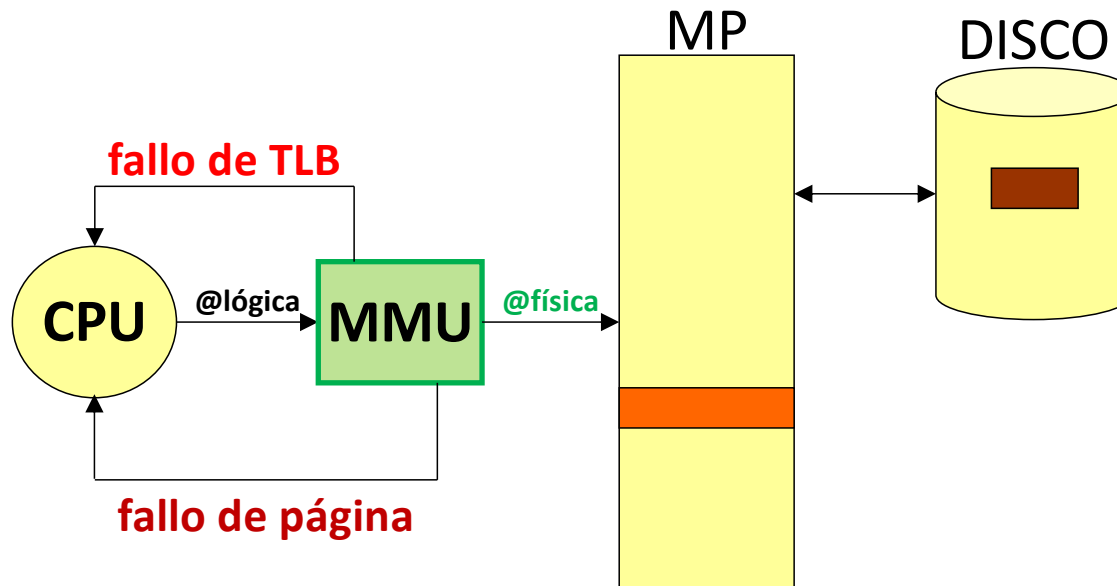 MP
DISCO
fallo de TLB
CPU
@lógica
MMU
@física
fallo de página